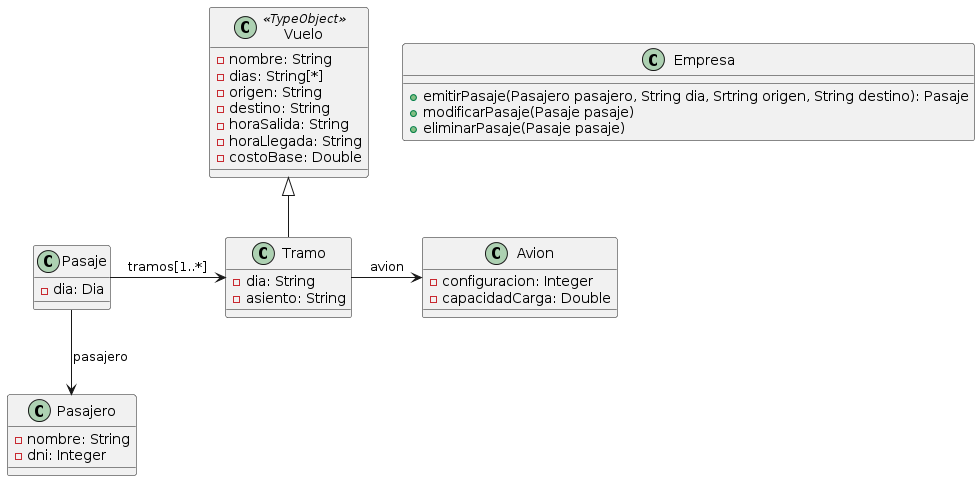 «TypeObject»
Vuelo
nombre: String
dias: String[*]
origen: String
destino: String
horaSalida: String
horaLlegada: String
costoBase: Double
Empresa
emitirPasaje(Pasajero pasajero, String dia, Srtring origen, String destino): Pasaje
modificarPasaje(Pasaje pasaje)
eliminarPasaje(Pasaje pasaje)
Pasaje
dia: Dia
tramos[1..*]
Tramo
dia: String
asiento: String
avion
Avion
configuracion: Integer
capacidadCarga: Double
pasajero
Pasajero
nombre: String
dni: Integer